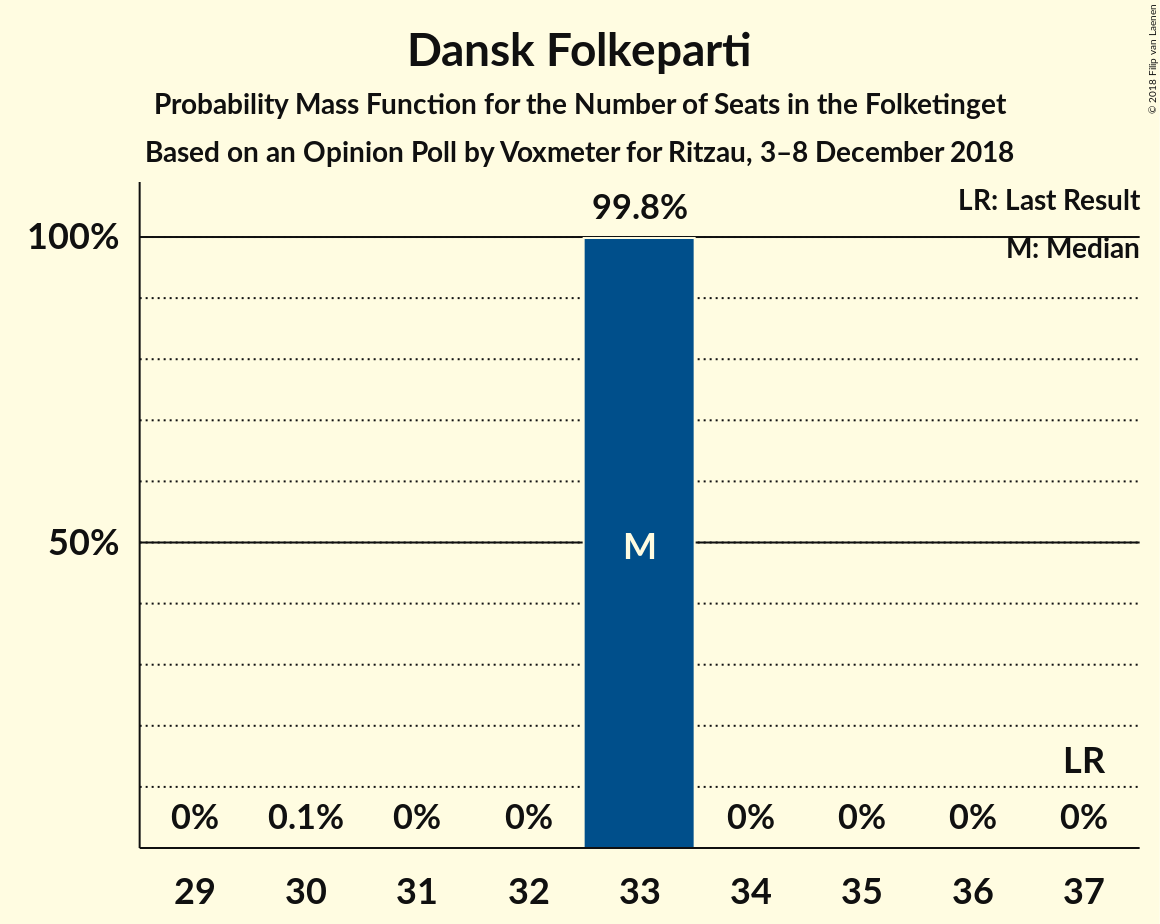 Dansk Folkeparti
Probability Mass Function for the Number of Seats in the Folketinget
Based on an Opinion Poll by Voxmeter for Ritzau, 3–8 December 2018
© 2018 Filip van Laenen
LR: Last Result
M: Median
99.8%
100%
50%
M
LR
0% 0.1% 0% 0% 0% 0% 0% 0%
29 30 31 32 33 34 35 36 37